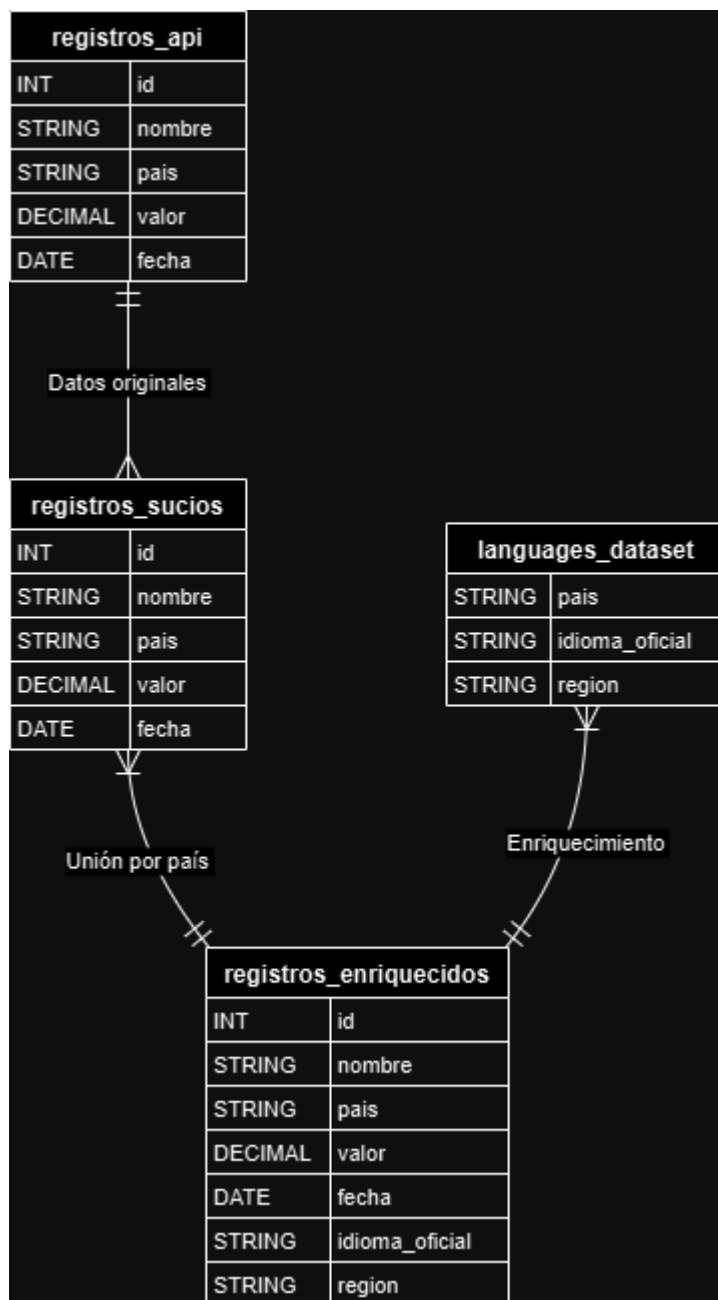 registros_api
INT id
STRING nombre
STRING pais
DECIMAL valor
DATE fecha
Datos originales
registros_sucios
INT id
STRING nombre
STRING pais
DECIMAL valor
DATE fecha
languages_dataset
STRING pais
STRING idioma_oficial
STRING region
Unión por país
Enriquecimiento
registros_enriquecidos
INT id
STRING nombre
STRING pais
DECIMAL valor
DATE fecha
STRING idioma_oficial
STRING region